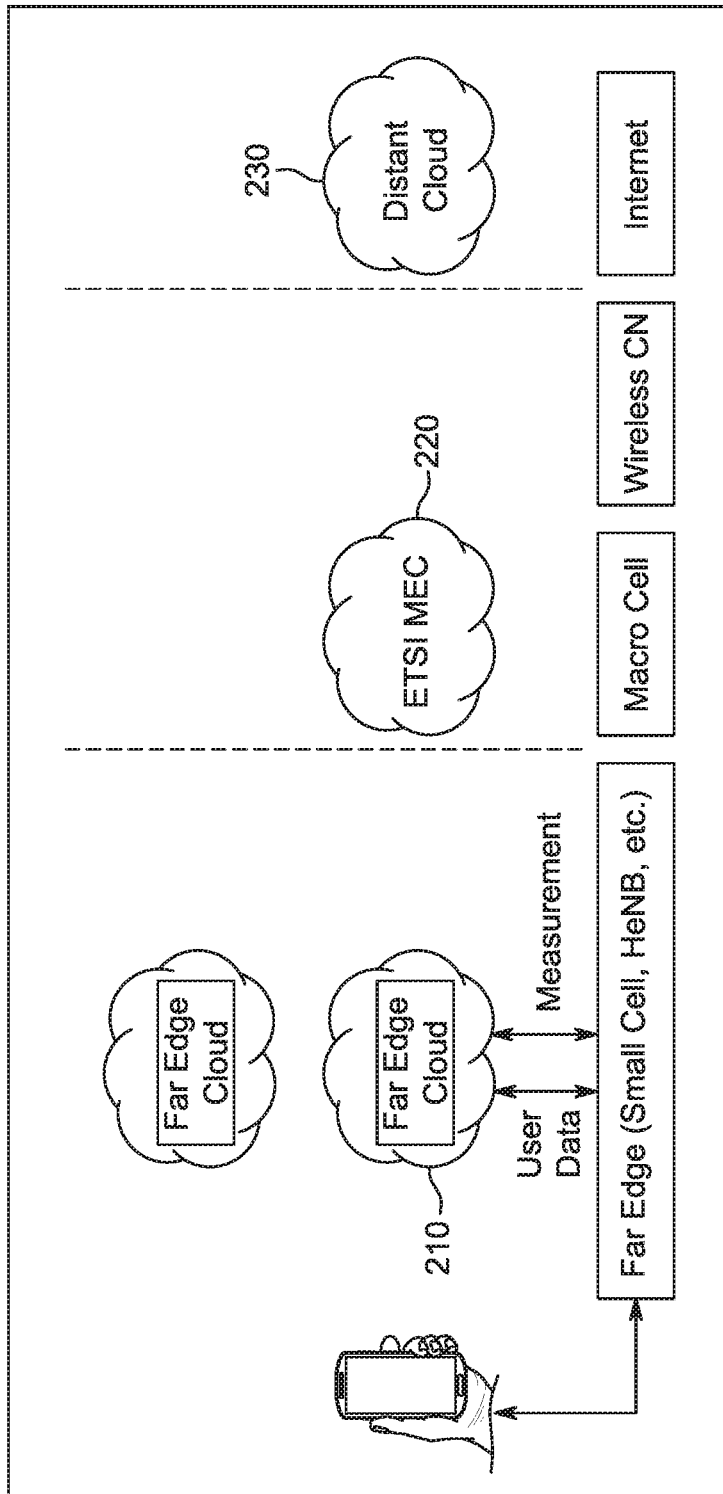 Far Edge
Cloud
Far Edge
Cloud
210
User
Data
Measurement
ETSI MEC
220
Distant
Cloud
230
Far Edge (Small Cell, HeNB, etc.)
Macro Cell
Wireless CN
Internet